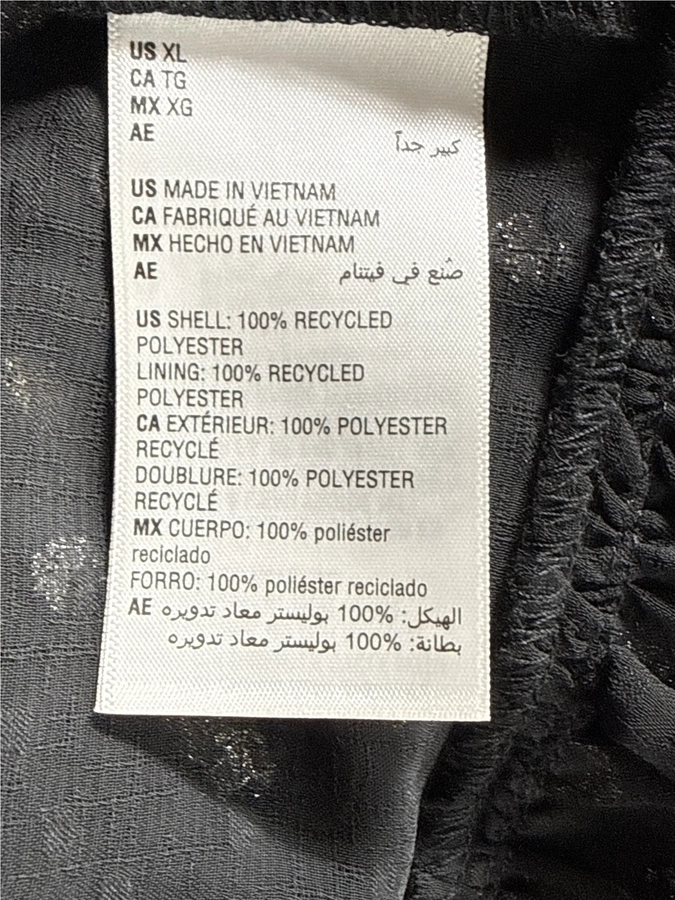 US XL
CA TG
MX XG
AE كبير جداً
US MADE IN VIETNAM
CA FABRIQUÉ AU VIETNAM
MX HECHO EN VIETNAM
AE صُنع في فيتنام
US SHELL: 100% RECYCLED
POLYESTER
LINING: 100% RECYCLED
POLYESTER
CA EXTÉRIEUR: 100% POLYESTER
RECYCLÉ
DOUBLURE: 100% POLYESTER
RECYCLÉ
MX CUERPO: 100% poliéster
reciclado
FORRO: 100% poliéster reciclado
AE الهيكل: %100 بوليستر معاد تدويره
بطانة: %100 بوليستر معاد تدويره